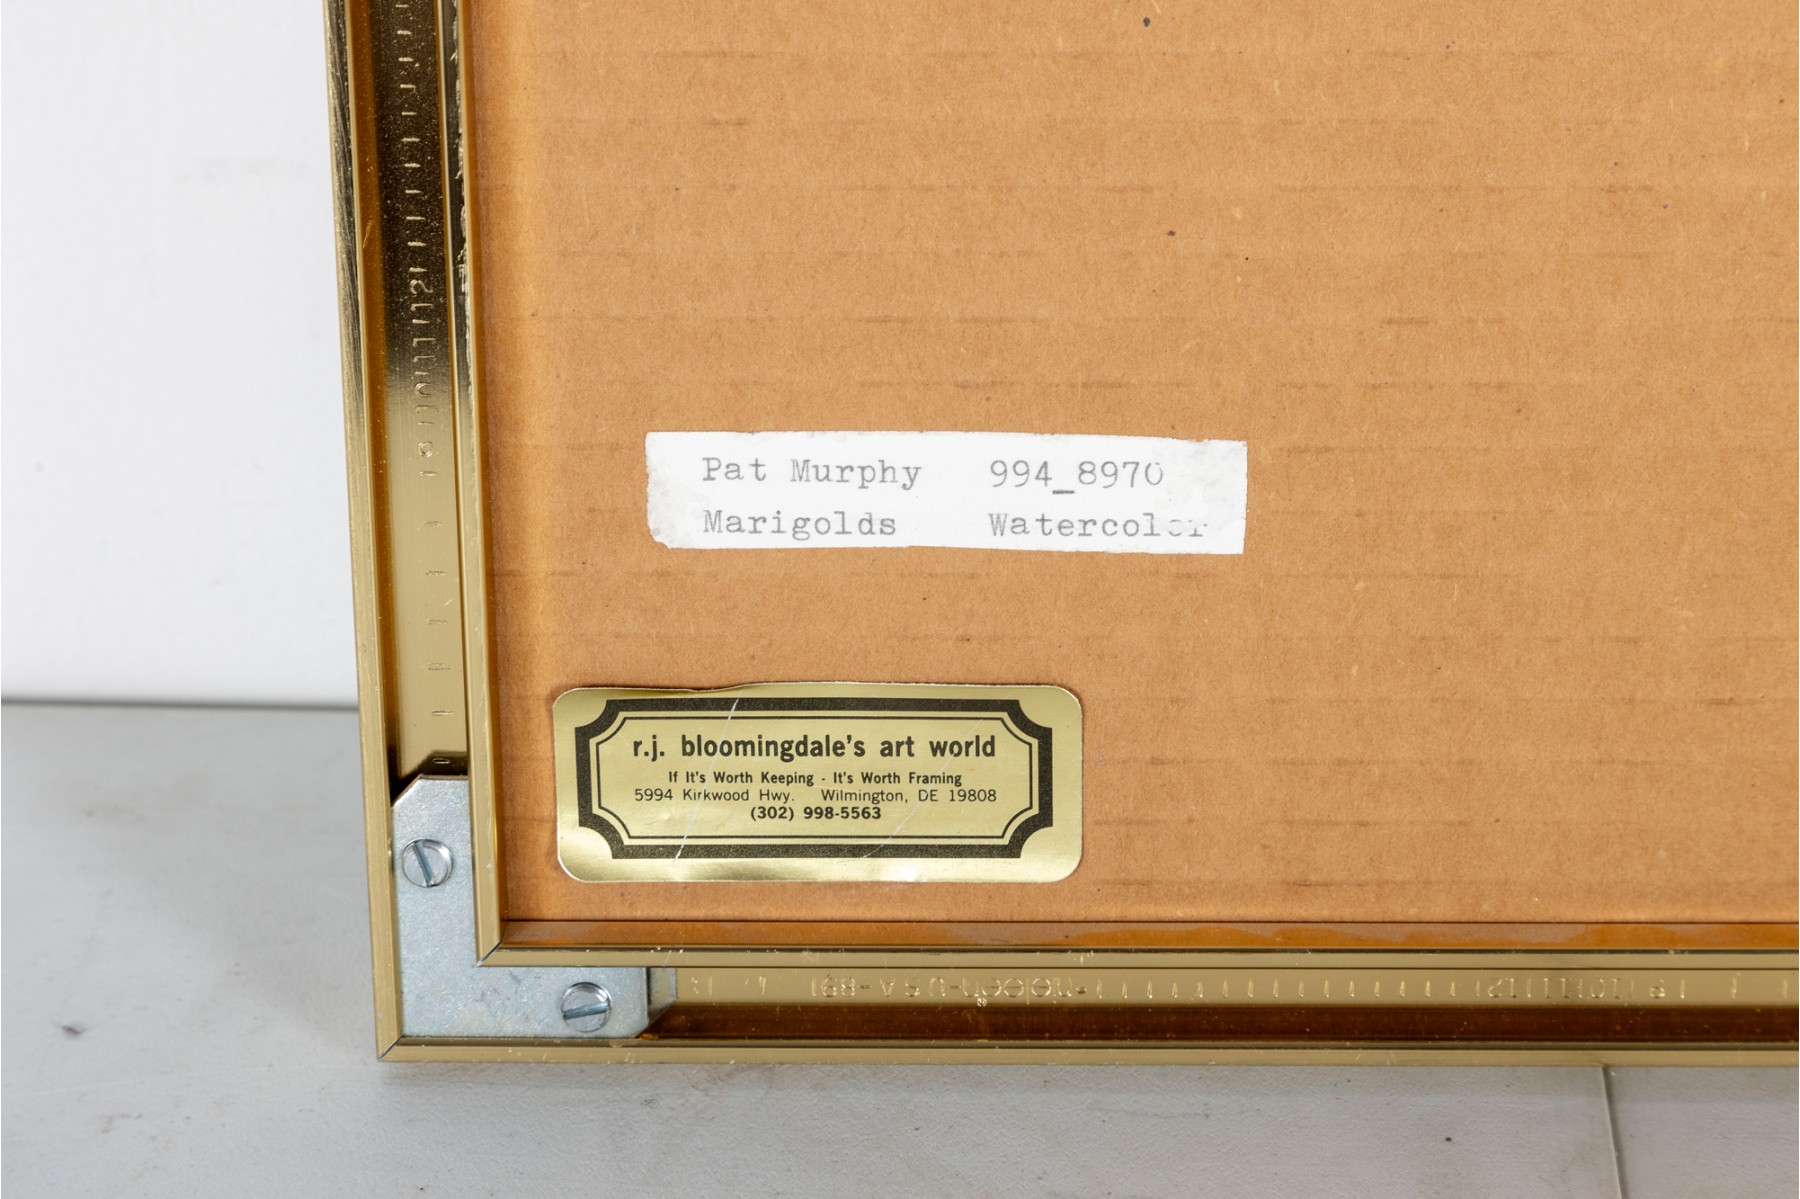 Pat Murphy 994_8970
Marigolds Watercolor
r.j. bloomingdale's art world
If It's Worth Keeping - It's Worth Framing
5994 Kirkwood Hwy. Wilmington, DE 19808
(302) 998-5563